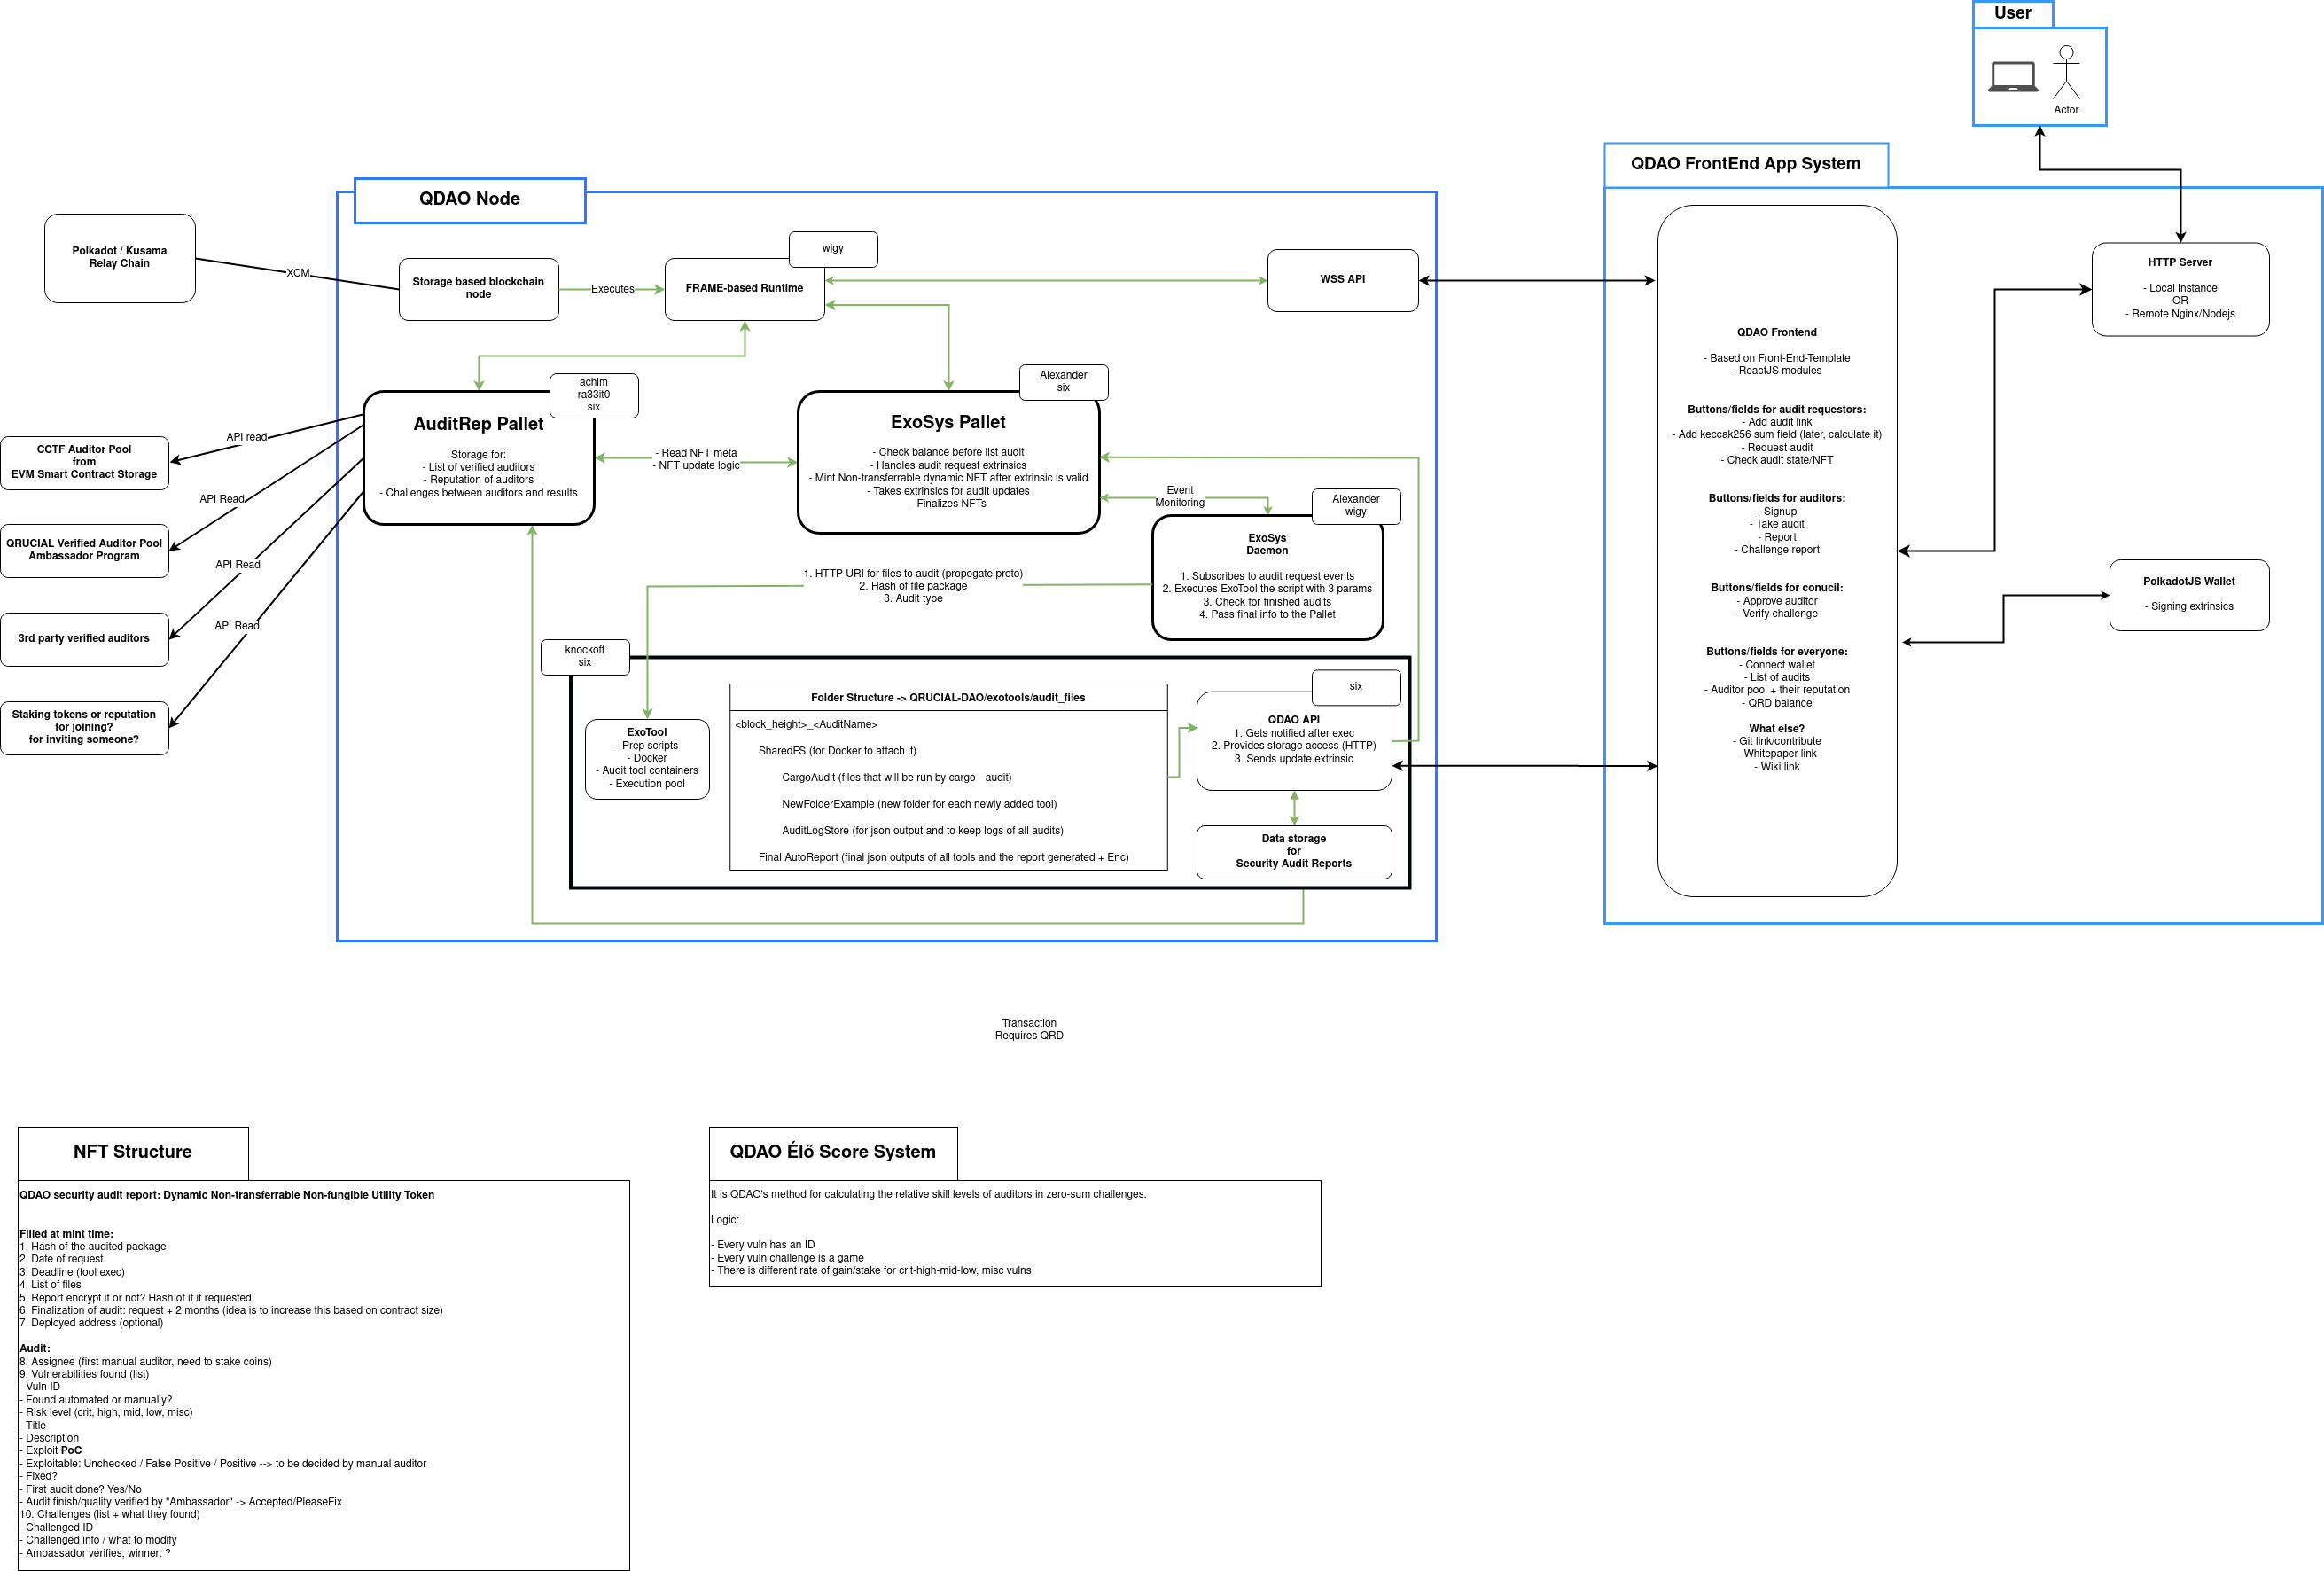 User
Actor
QDAO FrontEnd App System
QDAO Node
Polkadot / Kusama
Relay Chain
XCM
Storage based blockchain
node
Executes
FRAME-based Runtime
wigy
WSS API
HTTP Server
- Local instance
OR
- Remote Nginx/Nodejs
QDAO Frontend
- Based on Front-End-Template
- ReactJS modules
Buttons/fields for audit requestors:
- Add audit link
- Add keccak256 sum field (later, calculate it)
- Request audit
- Check audit state/NFT
Buttons/fields for auditors:
- Signup
- Take audit
- Report
- Challenge report
Buttons/fields for conucil:
- Approve auditor
- Verify challenge
Buttons/fields for everyone:
- Connect wallet
- List of audits
- Auditor pool + their reputation
- QRD balance
What else?
- Git link/contribute
- Whitepaper link
- Wiki link
PolkadotJS Wallet
- Signing extrinsics
achim
ra33it0
six
AuditRep Pallet
Storage for:
- List of verified auditors
- Reputation of auditors
- Challenges between auditors and results
- Read NFT meta
- NFT update logic
Alexander
six
ExoSys Pallet
- Check balance before list audit
- Handles audit request extrinsics
- Mint Non-transferrable dynamic NFT after extrinsic is valid
- Takes extrinsics for audit updates
- Finalizes NFTs
Event
Monitoring
Alexander
wigy
ExoSys
Daemon
1. Subscribes to audit request events
2. Executes ExoTool the script with 3 params
3. Check for finished audits
4. Pass final info to the Pallet
1. HTTP URI for files to audit (propogate proto)
2. Hash of file package
3. Audit type
API read
CCTF Auditor Pool
from
EVM Smart Contract Storage
API Read
QRUCIAL Verified Auditor Pool
Ambassador Program
API Read
3rd party verified auditors
API Read
Staking tokens or reputation
for joining?
for inviting someone?
knockoff
six
ExoTool
- Prep scripts
- Docker
- Audit tool containers
- Execution pool
Folder Structure -> QRUCIAL-DAO/exotools/audit_files
<block_height>_<AuditName>
SharedFS (for Docker to attach it)
CargoAudit (files that will be run by cargo --audit)
NewFolderExample (new folder for each newly added tool)
AuditLogStore (for json output and to keep logs of all audits)
Final AutoReport (final json outputs of all tools and the report generated + Enc)
six
QDAO API
1. Gets notified after exec
2. Provides storage access (HTTP)
3. Sends update extrinsic
Data storage
for
Security Audit Reports
Transaction
Requires QRD
NFT Structure
QDAO security audit report: Dynamic Non-transferrable Non-fungible Utility Token
Filled at mint time:
1. Hash of the audited package
2. Date of request
3. Deadline (tool exec)
4. List of files
5. Report encrypt it or not? Hash of it if requested
6. Finalization of audit: request + 2 months (idea is to increase this based on contract size)
7. Deployed address (optional)
Audit:
8. Assignee (first manual auditor, need to stake coins)
9. Vulnerabilities found (list)
- Vuln ID
- Found automated or manually?
- Risk level (crit, high, mid, low, misc)
- Title
- Description
- Exploit PoC
- Exploitable: Unchecked / False Positive / Positive --> to be decided by manual auditor
- Fixed?
- First audit done? Yes/No
- Audit finish/quality verified by "Ambassador" -> Accepted/PleaseFix
10. Challenges (list + what they found)
- Challenged ID
- Challenged info / what to modify
- Ambassador verifies, winner: ?
QDAO Élő Score System
It is QDAO's method for calculating the relative skill levels of auditors in zero-sum challenges.
Logic:
- Every vuln has an ID
- Every vuln challenge is a game
- There is different rate of gain/stake for crit-high-mid-low, misc vulns